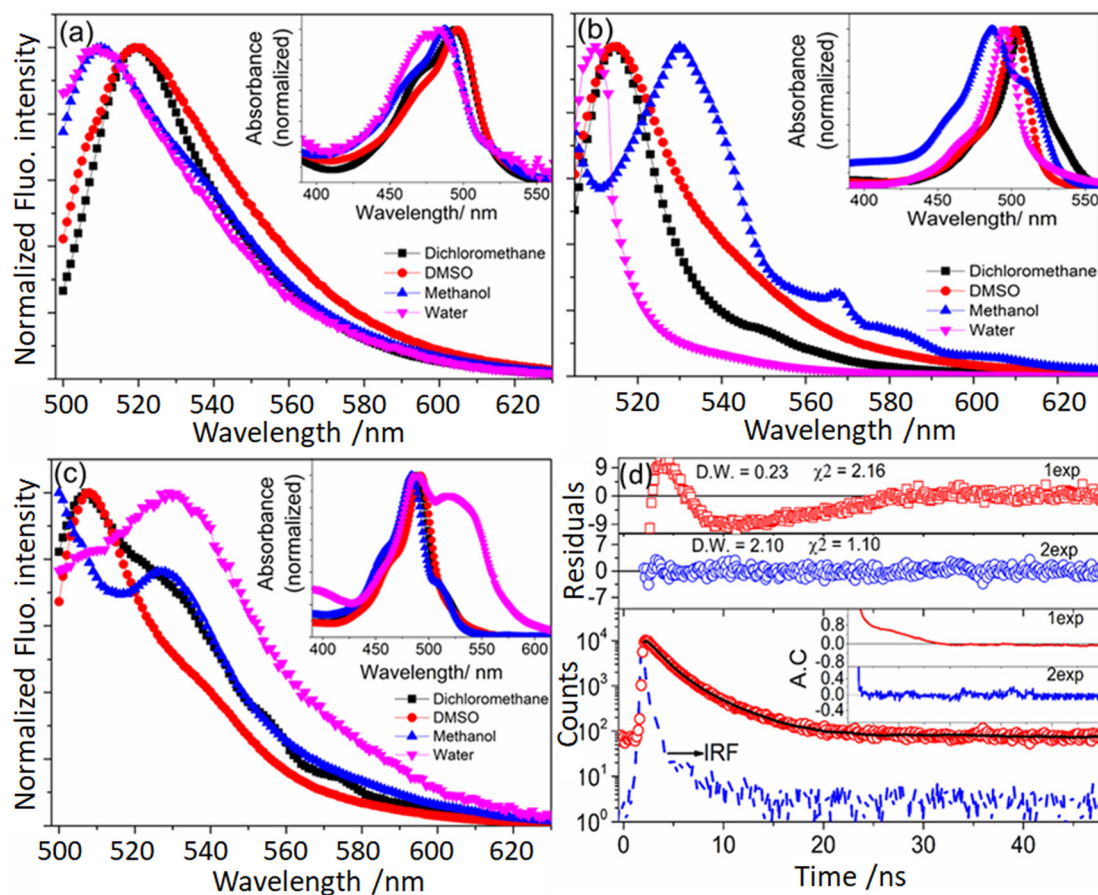 (a)
Normalized Fluo. intensity
Absorbance
(normalized)
400 450 500 550
Wavelength/ nm
Dichloromethane
DMSO
Methanol
Water
500 520 540 560 580 600 620
Wavelength /nm
(b)
Absorbance
(normalized)
400 450 500 550
Wavelength/ nm
Dichloromethane
DMSO
Methanol
Water
520 540 560 580 600 620
Wavelength /nm
(c)
Normalized Fluo. intensity
Absorbance
(normalized)
400 450 500 550 600
Wavelength/ nm
Dichloromethane
DMSO
Methanol
Water
500 520 540 560 580 600 620
Wavelength /nm
(d)
Residuals
9
0
-9
D.W. = 0.23 χ2 = 2.16
1exp
7
0
-7
D.W. = 2.10 χ2 = 1.10
2exp
Counts
10⁴
10³
10²
10¹
10⁰
IRF
A.C
0.8
0.0
-0.8
1exp
0.4
0.0
-0.4
2exp
0 10 20 30 40
Time /ns